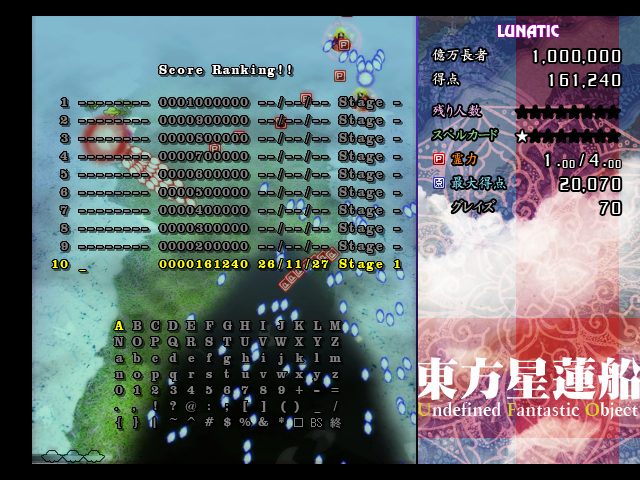 Score Ranking!!
1 -------- 0001000000 --/--/-- Stage -
2 -------- 0000900000 --/--/-- Stage -
3 -------- 0000800000 --/--/-- Stage -
4 -------- 0000700000 --/--/-- Stage -
5 -------- 0000600000 --/--/-- Stage -
6 -------- 0000500000 --/--/-- Stage -
7 -------- 0000400000 --/--/-- Stage -
8 -------- 0000300000 --/--/-- Stage -
9 -------- 0000200000 --/--/-- Stage -
10 _ 0000161240 26/11/27 Stage 1
A B C D E F G H I J K L M
N O P Q R S T U V W X Y Z
a b c d e f g h i j k l m
n o p q r s t u v w x y z
0 1 2 3 4 5 6 7 8 9 + - =
. , ! ? @ : ; [ ] ( ) _ /
{ } | ~ ^ # $ % & * □ BS 終
LUNATIC
億万長者 1,000,000
得点 161,240
残り人数
スペルカード
P 霊力 1.00/4.00
点 最大得点 20,070
グレイズ 70
東方星蓮船
Undefined Fantastic Object